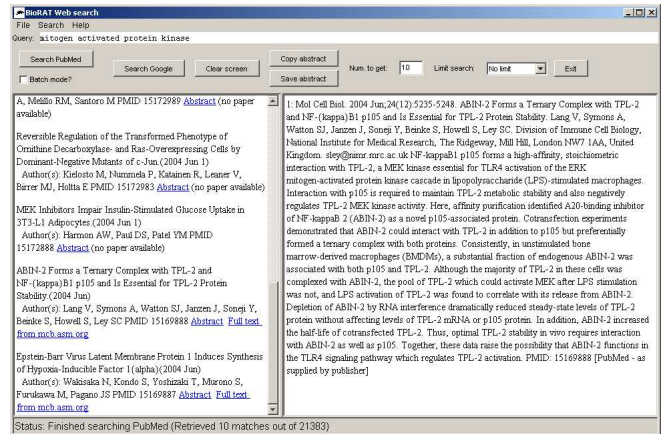 BioRAT Web search
File Search Help
Query: mitogen activated protein kinase
Search PubMed
Search Google
Clear screen
Copy abstract
Save abstract
Num. to get: 10
Limit search: No limit
Exit
Batch mode?
A, Melillo RM, Santoro M PMID 15172989 Abstract (no paper
available)
Reversible Regulation of the Transformed Phenotype of
Ornithine Decarboxylase- and Ras-Overexpressing Cells by
Dominant-Negative Mutants of c-Jun.(2004 Jun 1)
Author(s): Kielosto M, Nummela P, Katainen R, Leaner V,
Birrer MJ, Holtta E PMID 15172983 Abstract (no paper available)
MEK Inhibitors Impair Insulin-Stimulated Glucose Uptake in
3T3-L1 Adipocytes.(2004 Jun 1)
Author(s): Harmon AW, Paul DS, Patel YM PMID
15172888 Abstract (no paper available)
ABIN-2 Forms a Ternary Complex with TPL-2 and
NF-(kappa)B1 p105 and Is Essential for TPL-2 Protein
Stability.(2004 Jun)
Author(s): Lang V, Symons A, Watton SJ, Janzen J, Soneji Y,
Beinke S, Howell S, Ley SC PMID 15169888 Abstract Full text
from mcb.asm.org
Epstein-Barr Virus Latent Membrane Protein 1 Induces Synthesis
of Hypoxia-Inducible Factor 1(alpha)(2004 Jun)
Author(s): Wakisaka N, Kondo S, Yoshizaki T, Murono S,
Furukawa M, Pagano JS PMID 15169887 Abstract Full text
from mcb.asm.org
1: Mol Cell Biol. 2004 Jun;24(12):5235-5248. ABIN-2 Forms a Ternary Complex with TPL-2
and NF-(kappa)B1 p105 and Is Essential for TPL-2 Protein Stability. Lang V, Symons A,
Watton SJ, Janzen J, Soneji Y, Beinke S, Howell S, Ley SC. Division of Immune Cell Biology,
National Institute for Medical Research, The Ridgeway, Mill Hill, London NW7 1AA, United
Kingdom. sley@nimr.mrc.ac.uk NF-kappaB1 p105 forms a high-affinity, stoichiometric
interaction with TPL-2, a MEK kinase essential for TLR4 activation of the ERK
mitogen-activated protein kinase cascade in lipopolysaccharide (LPS)-stimulated macrophages.
Interaction with p105 is required to maintain TPL-2 metabolic stability and also negatively
regulates TPL-2 MEK kinase activity. Here, affinity purification identified A20-binding inhibitor
of NF-kappaB 2 (ABIN-2) as a novel p105-associated protein. Cotransfection experiments
demonstrated that ABIN-2 could interact with TPL-2 in addition to p105 but preferentially
formed a ternary complex with both proteins. Consistently, in unstimulated bone
marrow-derived macrophages (BMDMs), a substantial fraction of endogenous ABIN-2 was
associated with both p105 and TPL-2. Although the majority of TPL-2 in these cells was
complexed with ABIN-2, the pool of TPL-2 which could activate MEK after LPS stimulation
was not, and LPS activation of TPL-2 was found to correlate with its release from ABIN-2.
Depletion of ABIN-2 by RNA interference dramatically reduced steady-state levels of TPL-2
protein without affecting levels of TPL-2 mRNA or p105 protein. In addition, ABIN-2 increased
the half-life of cotransfected TPL-2. Thus, optimal TPL-2 stability in vivo requires interaction
with ABIN-2 as well as p105. Together, these data raise the possibility that ABIN-2 functions in
the TLR4 signaling pathway which regulates TPL-2 activation. PMID: 15169888 [PubMed - as
supplied by publisher]
Status: Finished searching PubMed (Retrieved 10 matches out of 21383)